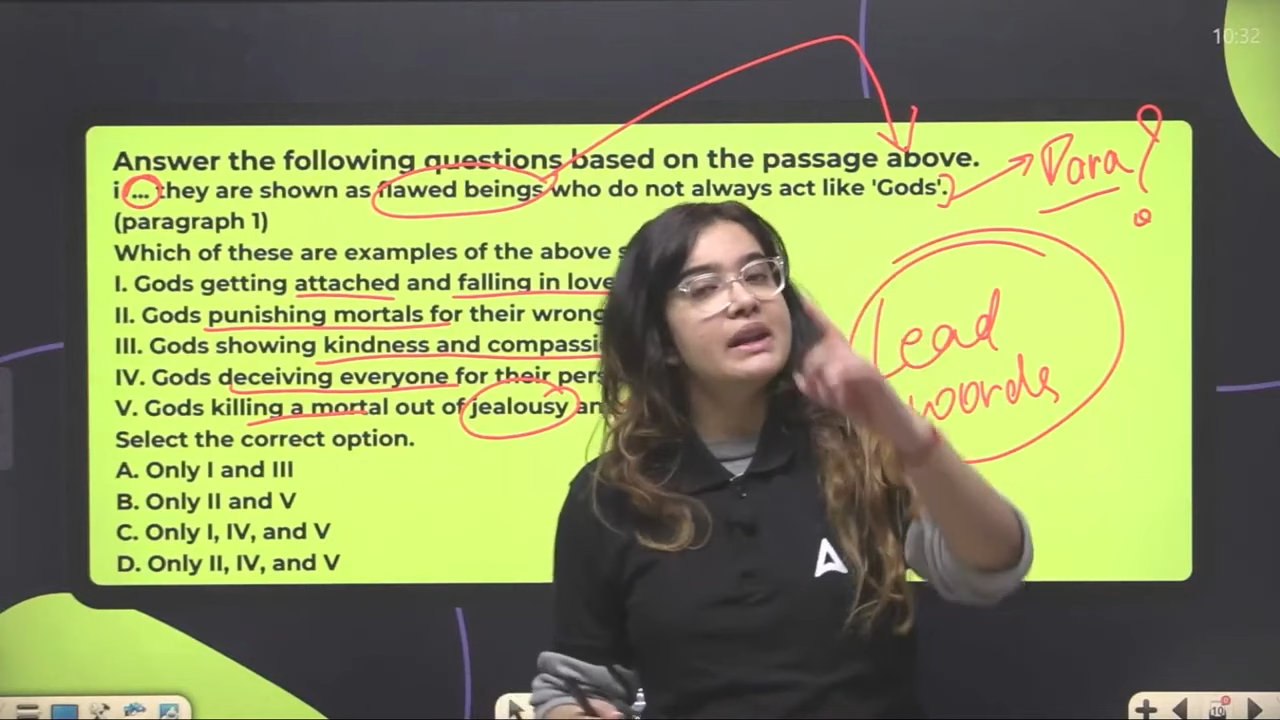 10:32
Answer the following questions based on the passage above.
i ... they are shown as flawed beings who do not always act like 'Gods'.
(paragraph 1)
Which of these are examples of the above
I. Gods getting attached and falling in love
II. Gods punishing mortals for their wrong
III. Gods showing kindness and
IV. Gods deceiving everyone for their
V. Gods killing a mortal out of jealousy
Select the correct option.
A. Only I and III
B. Only II and V
C. Only I, IV, and V
D. Only II, IV, and V
Para?
Lead
words
A
10